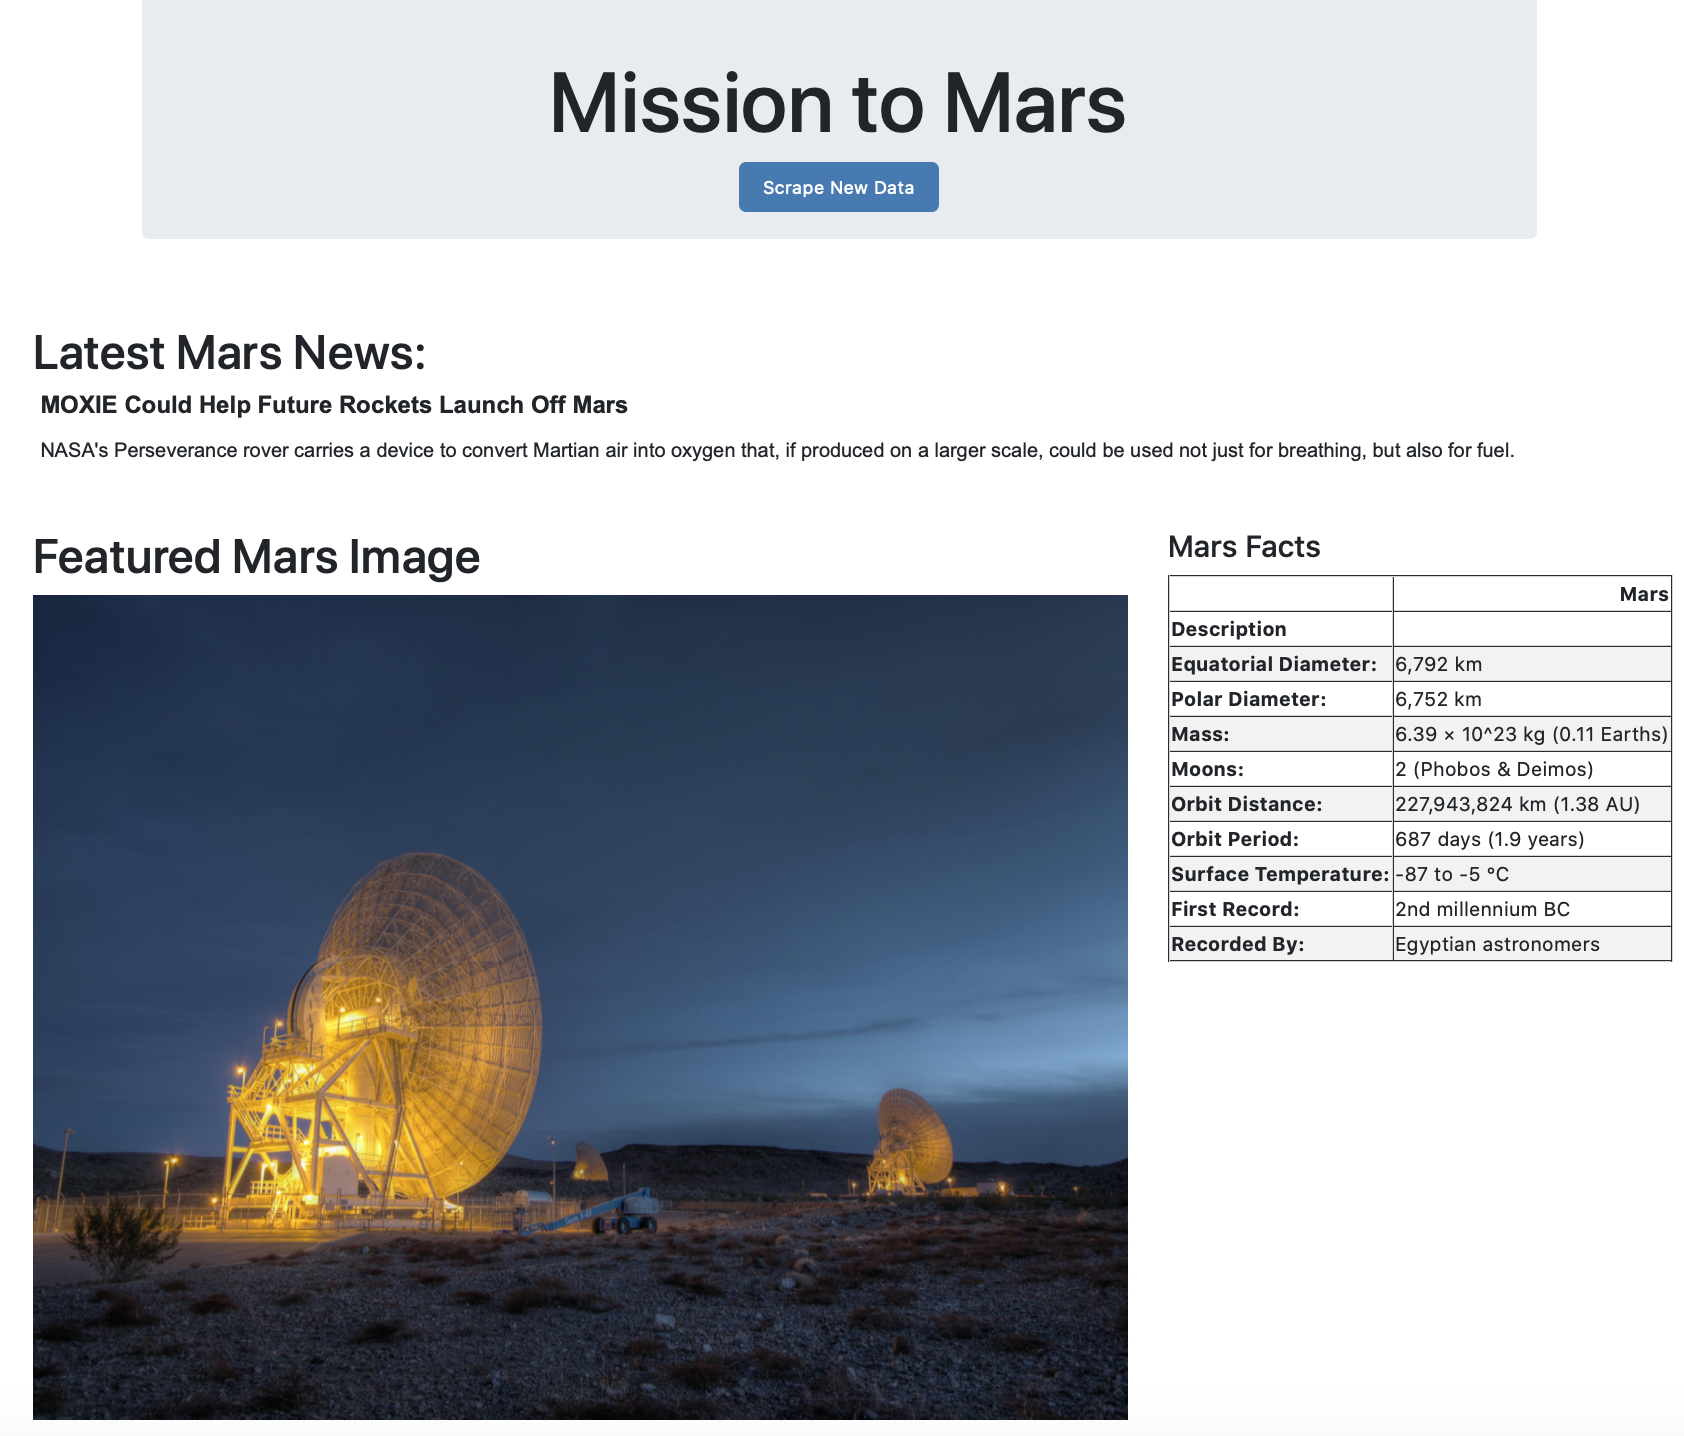 Mission to Mars
Scrape New Data
Latest Mars News:
MOXIE Could Help Future Rockets Launch Off Mars
NASA's Perseverance rover carries a device to convert Martian air into oxygen that, if produced on a larger scale, could be used not just for breathing, but also for fuel.
Featured Mars Image
Mars Facts
Mars
Description
Equatorial Diameter: 6,792 km
Polar Diameter: 6,752 km
Mass: 6.39 × 10^23 kg (0.11 Earths)
Moons: 2 (Phobos & Deimos)
Orbit Distance: 227,943,824 km (1.38 AU)
Orbit Period: 687 days (1.9 years)
Surface Temperature: -87 to -5 °C
First Record: 2nd millennium BC
Recorded By: Egyptian astronomers